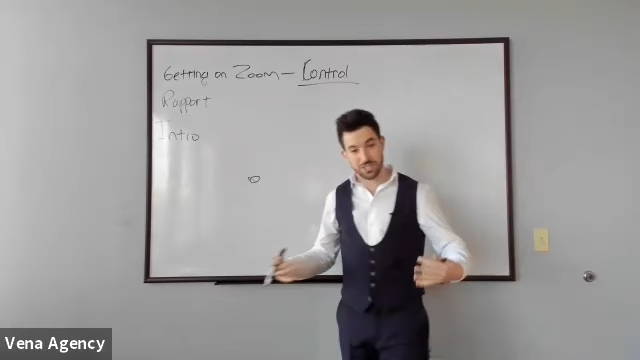 Getting on Zoom – Control
Rapport
Intro
Vena Agency